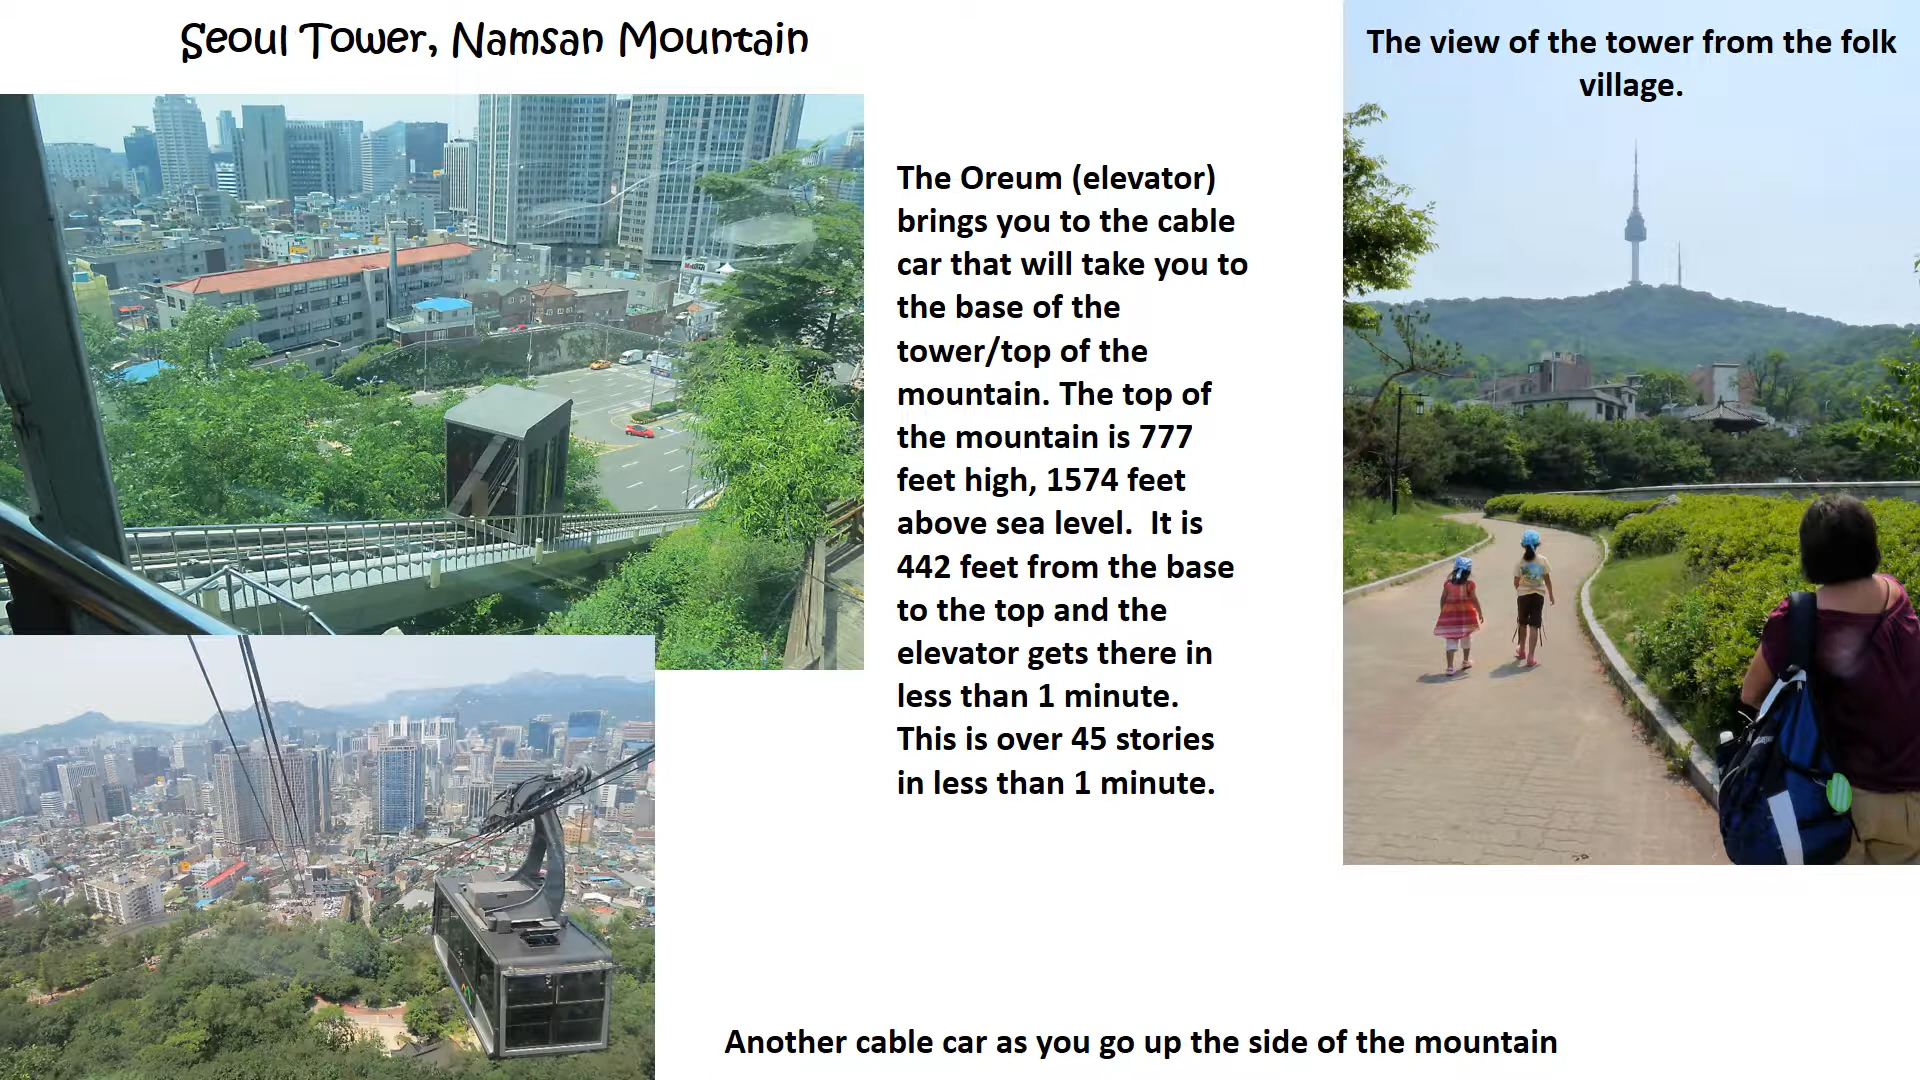 Seoul Tower, Namsan Mountain
The Oreum (elevator)
brings you to the cable
car that will take you to
the base of the
tower/top of the
mountain. The top of
the mountain is 777
feet high, 1574 feet
above sea level.  It is
442 feet from the base
to the top and the
elevator gets there in
less than 1 minute.
This is over 45 stories
in less than 1 minute.
The view of the tower from the folk
village.
Another cable car as you go up the side of the mountain